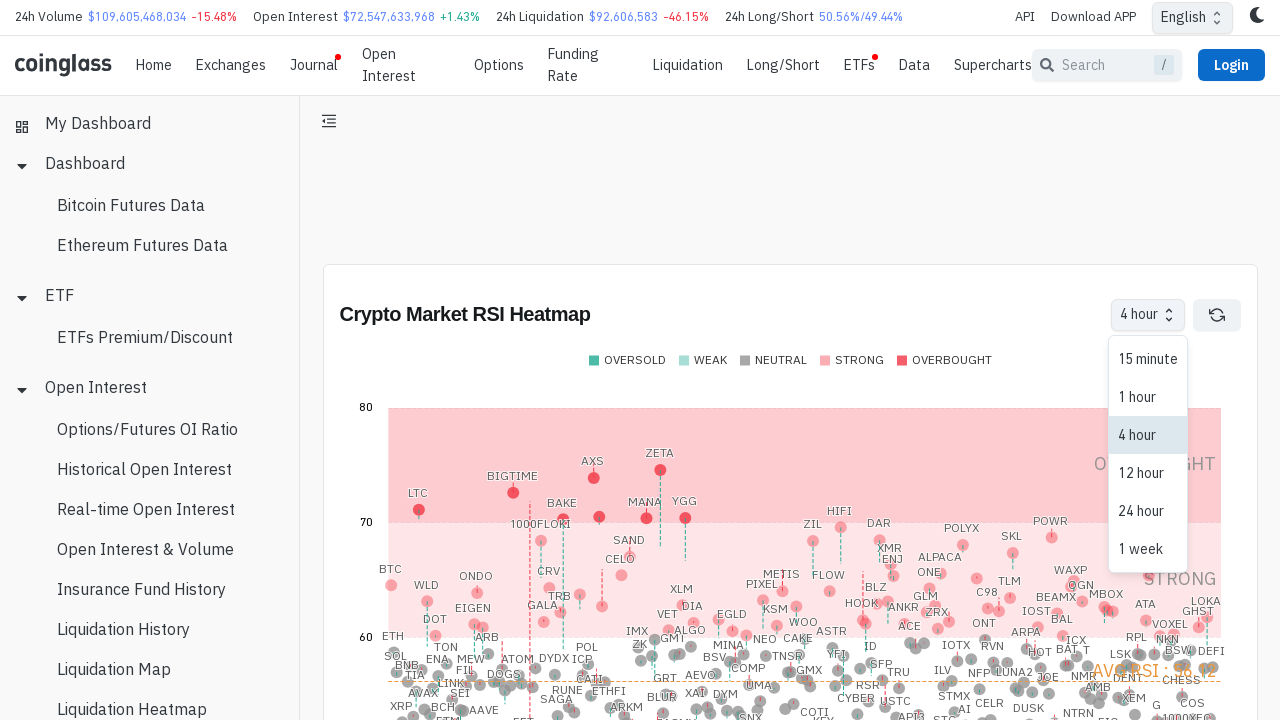 24h Volume $109,605,468,034 -15.48% Open Interest $72,547,633,968 +1.43% 24h Liquidation $92,606,583 -46.15% 24h Long/Short 50.56%/49.44% API Download APP English
coinglass Home Exchanges Journal Open Interest Options Funding Rate Liquidation Long/Short ETFs Data Supercharts Search / Login
My Dashboard
Dashboard
Bitcoin Futures Data
Ethereum Futures Data
ETF
ETFs Premium/Discount
Open Interest
Options/Futures OI Ratio
Historical Open Interest
Real-time Open Interest
Open Interest & Volume
Insurance Fund History
Liquidation History
Liquidation Map
Liquidation Heatmap
Crypto Market RSI Heatmap
4 hour
15 minute
1 hour
4 hour
12 hour
24 hour
1 week
OVERSOLD WEAK NEUTRAL STRONG OVERBOUGHT
80
ZETA
AXS
BIGTIME
LTC
BAKE MANA YGG
HIFI
70 1000FLOKI ZIL DAR POLYX POWR
SAND XMR SKL
CELO ENJ ALPACA
BTC CRV METIS FLOW ONE WAXP
WLD ONDO PIXEL BLZ TLM OGN
TRB XLM GLM C98 BEAMX MBOX
EIGEN GALA DIA KSM HOOK ANKR ZRX IOST ATA LOKA
DOT VET EGLD WOO ACE ONT BAL VOXEL GHST
STRONG
60 ETH ARB IMX ALGO NEO CAKE ASTR ARPA ICX RPL NKN
TON POL ZK GMT MINA YFI ID IOTX RVN HOT BAT T BSW DEFI
SOL ENA MEW ATOM DYDX ICP BSV TNSR SFP LSK
BNB FIL COMP GMX TRU ILV NFP LUNA2 NMR AVG RSI : 56.12
TIA LINK DOGS GRT AEVO UMA RSR JOE AMB DENT CHESS
AVAX SEI RUNE ETHFI BLUR XAI DYM CYBER USTC STMX CELR XEM COS
XRP BCH AAVE SAGA ARKM COTI AI DUSK NTRN G
API3